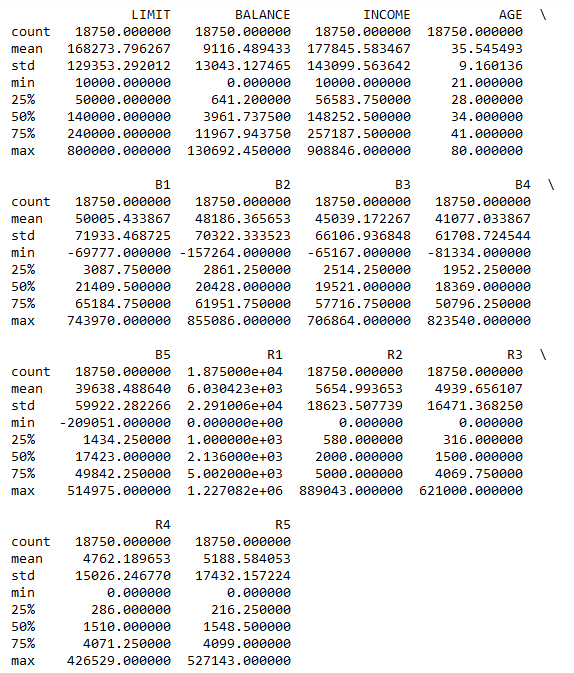 LIMIT BALANCE INCOME AGE \
count 18750.000000 18750.000000 18750.000000 18750.000000
mean 168273.796267 9116.489433 177845.583467 35.545493
std 129353.292012 13043.127465 143099.563642 9.160136
min 10000.000000 0.000000 10000.000000 21.000000
25% 50000.000000 641.200000 56583.750000 28.000000
50% 140000.000000 3961.737500 148252.500000 34.000000
75% 240000.000000 11967.943750 257187.500000 41.000000
max 800000.000000 130692.450000 908846.000000 80.000000
B1 B2 B3 B4 \
count 18750.000000 18750.000000 18750.000000 18750.000000
mean 50005.433867 48186.365653 45039.172267 41077.033867
std 71933.468725 70322.333523 66106.936848 61708.724544
min -69777.000000 -157264.000000 -65167.000000 -81334.000000
25% 3087.750000 2861.250000 2514.250000 1952.250000
50% 21409.500000 20428.000000 19521.000000 18369.000000
75% 65184.750000 61951.750000 57716.750000 50796.250000
max 743970.000000 855086.000000 706864.000000 823540.000000
B5 R1 R2 R3 \
count 18750.000000 1.875000e+04 18750.000000 18750.000000
mean 39638.488640 6.030423e+03 5654.993653 4939.656107
std 59922.282266 2.291006e+04 18623.507739 16471.368250
min -209051.000000 0.000000e+00 0.000000 0.000000
25% 1434.250000 1.000000e+03 580.000000 316.000000
50% 17423.000000 2.136000e+03 2000.000000 1500.000000
75% 49842.250000 5.002000e+03 5000.000000 4069.750000
max 514975.000000 1.227082e+06 889043.000000 621000.000000
R4 R5
count 18750.000000 18750.000000
mean 4762.189653 5188.584053
std 15026.246770 17432.157224
min 0.000000 0.000000
25% 286.000000 216.250000
50% 1510.000000 1548.500000
75% 4071.250000 4099.000000
max 426529.000000 527143.000000